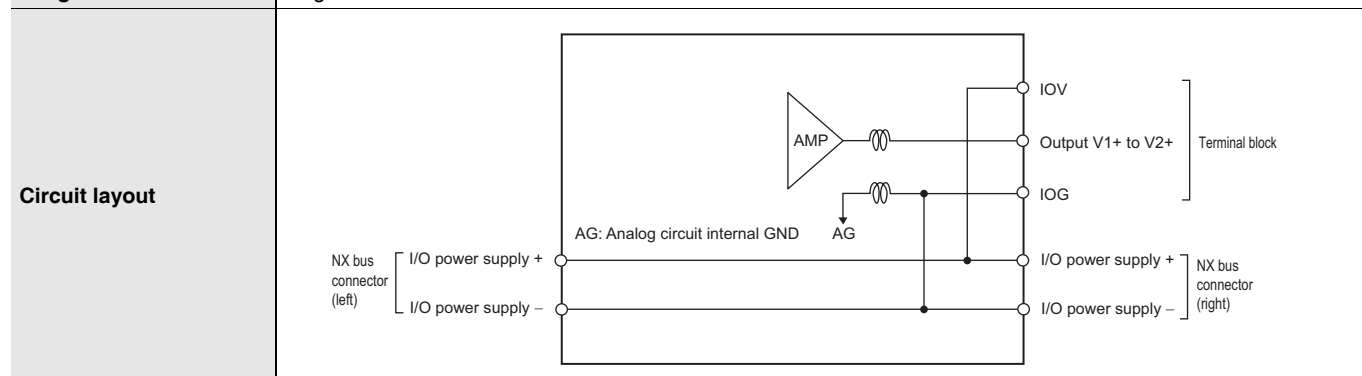 Circuit layout
IOV
AMP
Output V1+ to V2+
Terminal block
IOG
AG: Analog circuit internal GND
AG
NX bus
connector
(left)
I/O power supply +
I/O power supply −
I/O power supply +
I/O power supply −
NX bus
connector
(right)